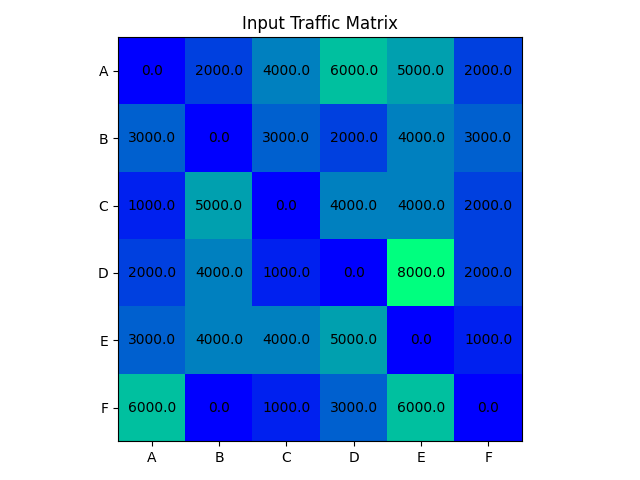 Input Traffic Matrix
A 0.0 2000.0 4000.0 6000.0 5000.0 2000.0
B 3000.0 0.0 3000.0 2000.0 4000.0 3000.0
C 1000.0 5000.0 0.0 4000.0 4000.0 2000.0
D 2000.0 4000.0 1000.0 0.0 8000.0 2000.0
E 3000.0 4000.0 4000.0 5000.0 0.0 1000.0
F 6000.0 0.0 1000.0 3000.0 6000.0 0.0
A B C D E F